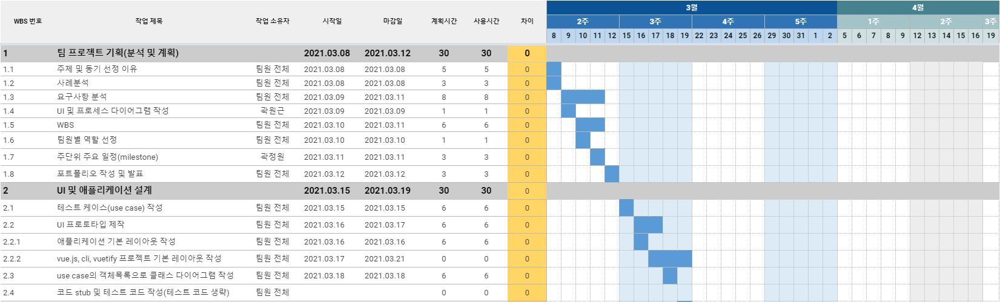 3월 4월
WBS 번호 작업 제목 작업 소유자 시작일 마감일 계획시간 사용시간 차이 2주 3주 4주 5주 1주 2주 3주
8 9 10 11 12 15 16 17 18 19 22 23 24 25 26 29 30 31 1 2 5 6 7 8 9 12 13 14 15 16 19
1 팀 프로젝트 기획(분석 및 계획) 2021.03.08 2021.03.12 30 30 0
1.1 주제 및 동기 선정 이유 팀원 전체 2021.03.08 2021.03.08 5 5 0
1.2 사례분석 팀원 전체 2021.03.08 2021.03.08 3 3 0
1.3 요구사항 분석 팀원 전체 2021.03.09 2021.03.11 8 8 0
1.4 UI 및 프로세스 다이어그램 작성 곽원근 2021.03.09 2021.03.09 1 1 0
1.5 WBS 팀원 전체 2021.03.10 2021.03.11 6 6 0
1.6 팀원별 역할 선정 팀원 전체 2021.03.10 2021.03.10 1 1 0
1.7 주단위 주요 일정(milestone) 곽정원 2021.03.11 2021.03.11 3 3 0
1.8 포트폴리오 작성 및 발표 팀원 전체 2021.03.12 2021.03.12 3 3 0
2 UI 및 애플리케이션 설계 2021.03.15 2021.03.19 30 30 0
2.1 테스트 케이스(use case) 작성 팀원 전체 2021.03.15 2021.03.15 6 6 0
2.2 UI 프로토타입 제작 팀원 전체 2021.03.16 2021.03.17 6 6 0
2.2.1 애플리케이션 기본 레이아웃 작성 팀원 전체 2021.03.16 2021.03.16 6 6 0
2.2.2 vue.js, cli, vuetify 프로젝트 기본 레이아웃 작성 팀원 전체 2021.03.17 2021.03.21 0 0 0
2.3 use case의 객체목록으로 클래스 다이어그램 작성 팀원 전체 2021.03.18 2021.03.18 6 6 0
2.4 코드 stub 및 테스트 코드 작성(테스트 코드 생략) 팀원 전체 0 0 0